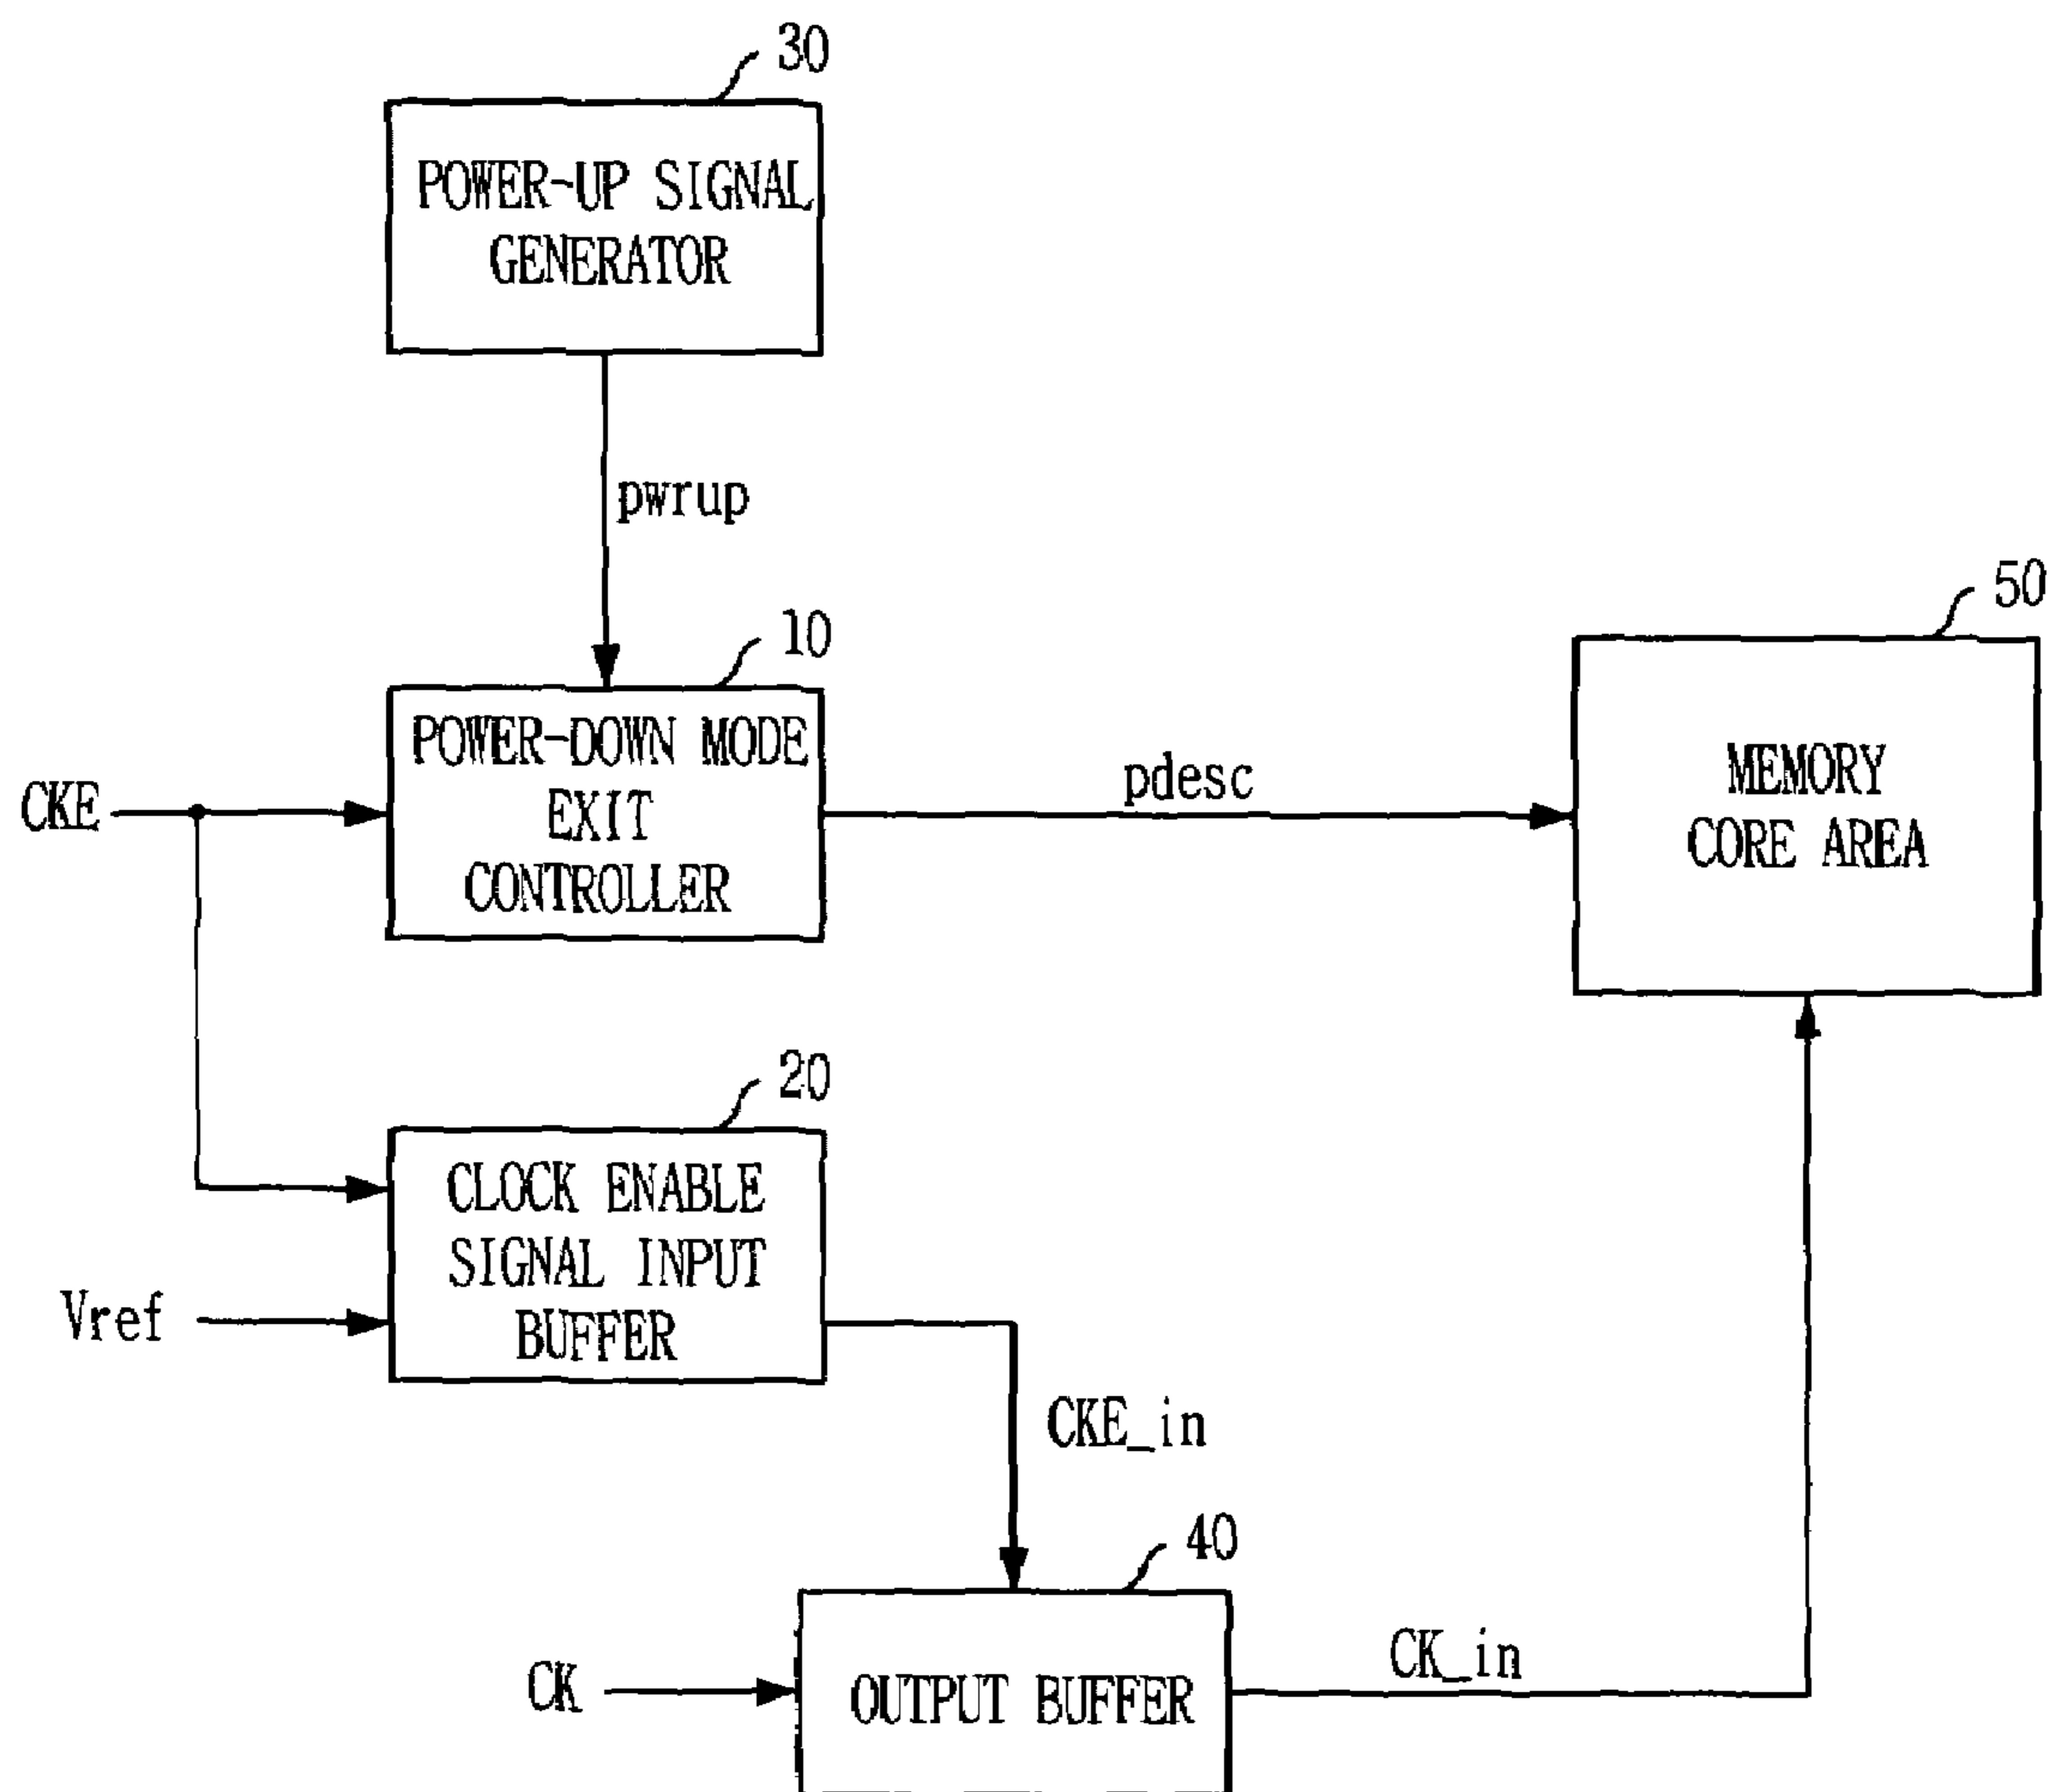 30
POWER-UP SIGNAL
GENERATOR
pwrup
10
POWER-DOWN MODE
EXIT
CONTROLLER
CKE
pdesc
50
MEMORY
CORE AREA
20
CLOCK ENABLE
SIGNAL INPUT
BUFFER
Vref
CKE_in
40
CK
OUTPUT BUFFER
CK_in